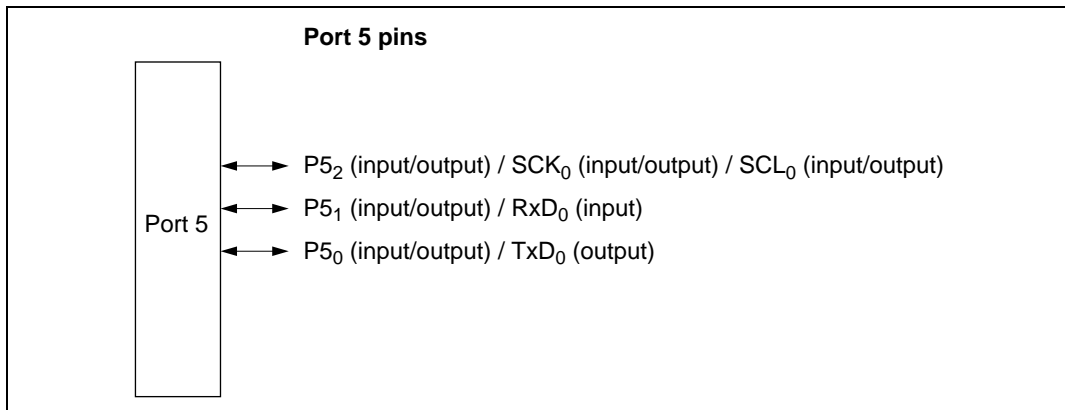 Port 5 pins
P5₂ (input/output) / SCK₀ (input/output) / SCL₀ (input/output)
P5₁ (input/output) / RxD₀ (input)
Port 5
P5₀ (input/output) / TxD₀ (output)